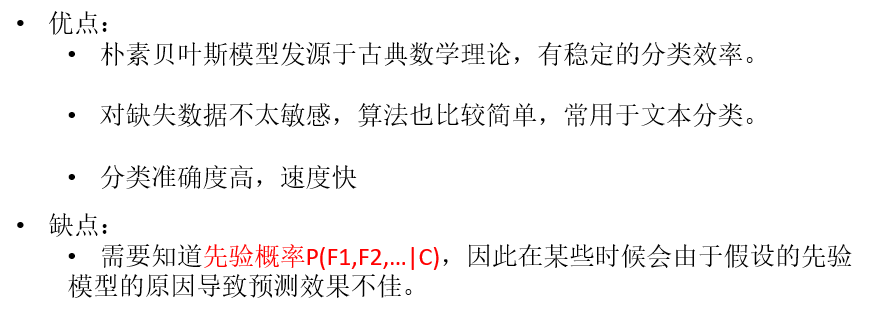 • 优点：
• 朴素贝叶斯模型发源于古典数学理论，有稳定的分类效率。
• 对缺失数据不太敏感，算法也比较简单，常用于文本分类。
• 分类准确度高，速度快
• 缺点：
• 需要知道先验概率P(F1,F2,…|C)，因此在某些时候会由于假设的先验
模型的原因导致预测效果不佳。